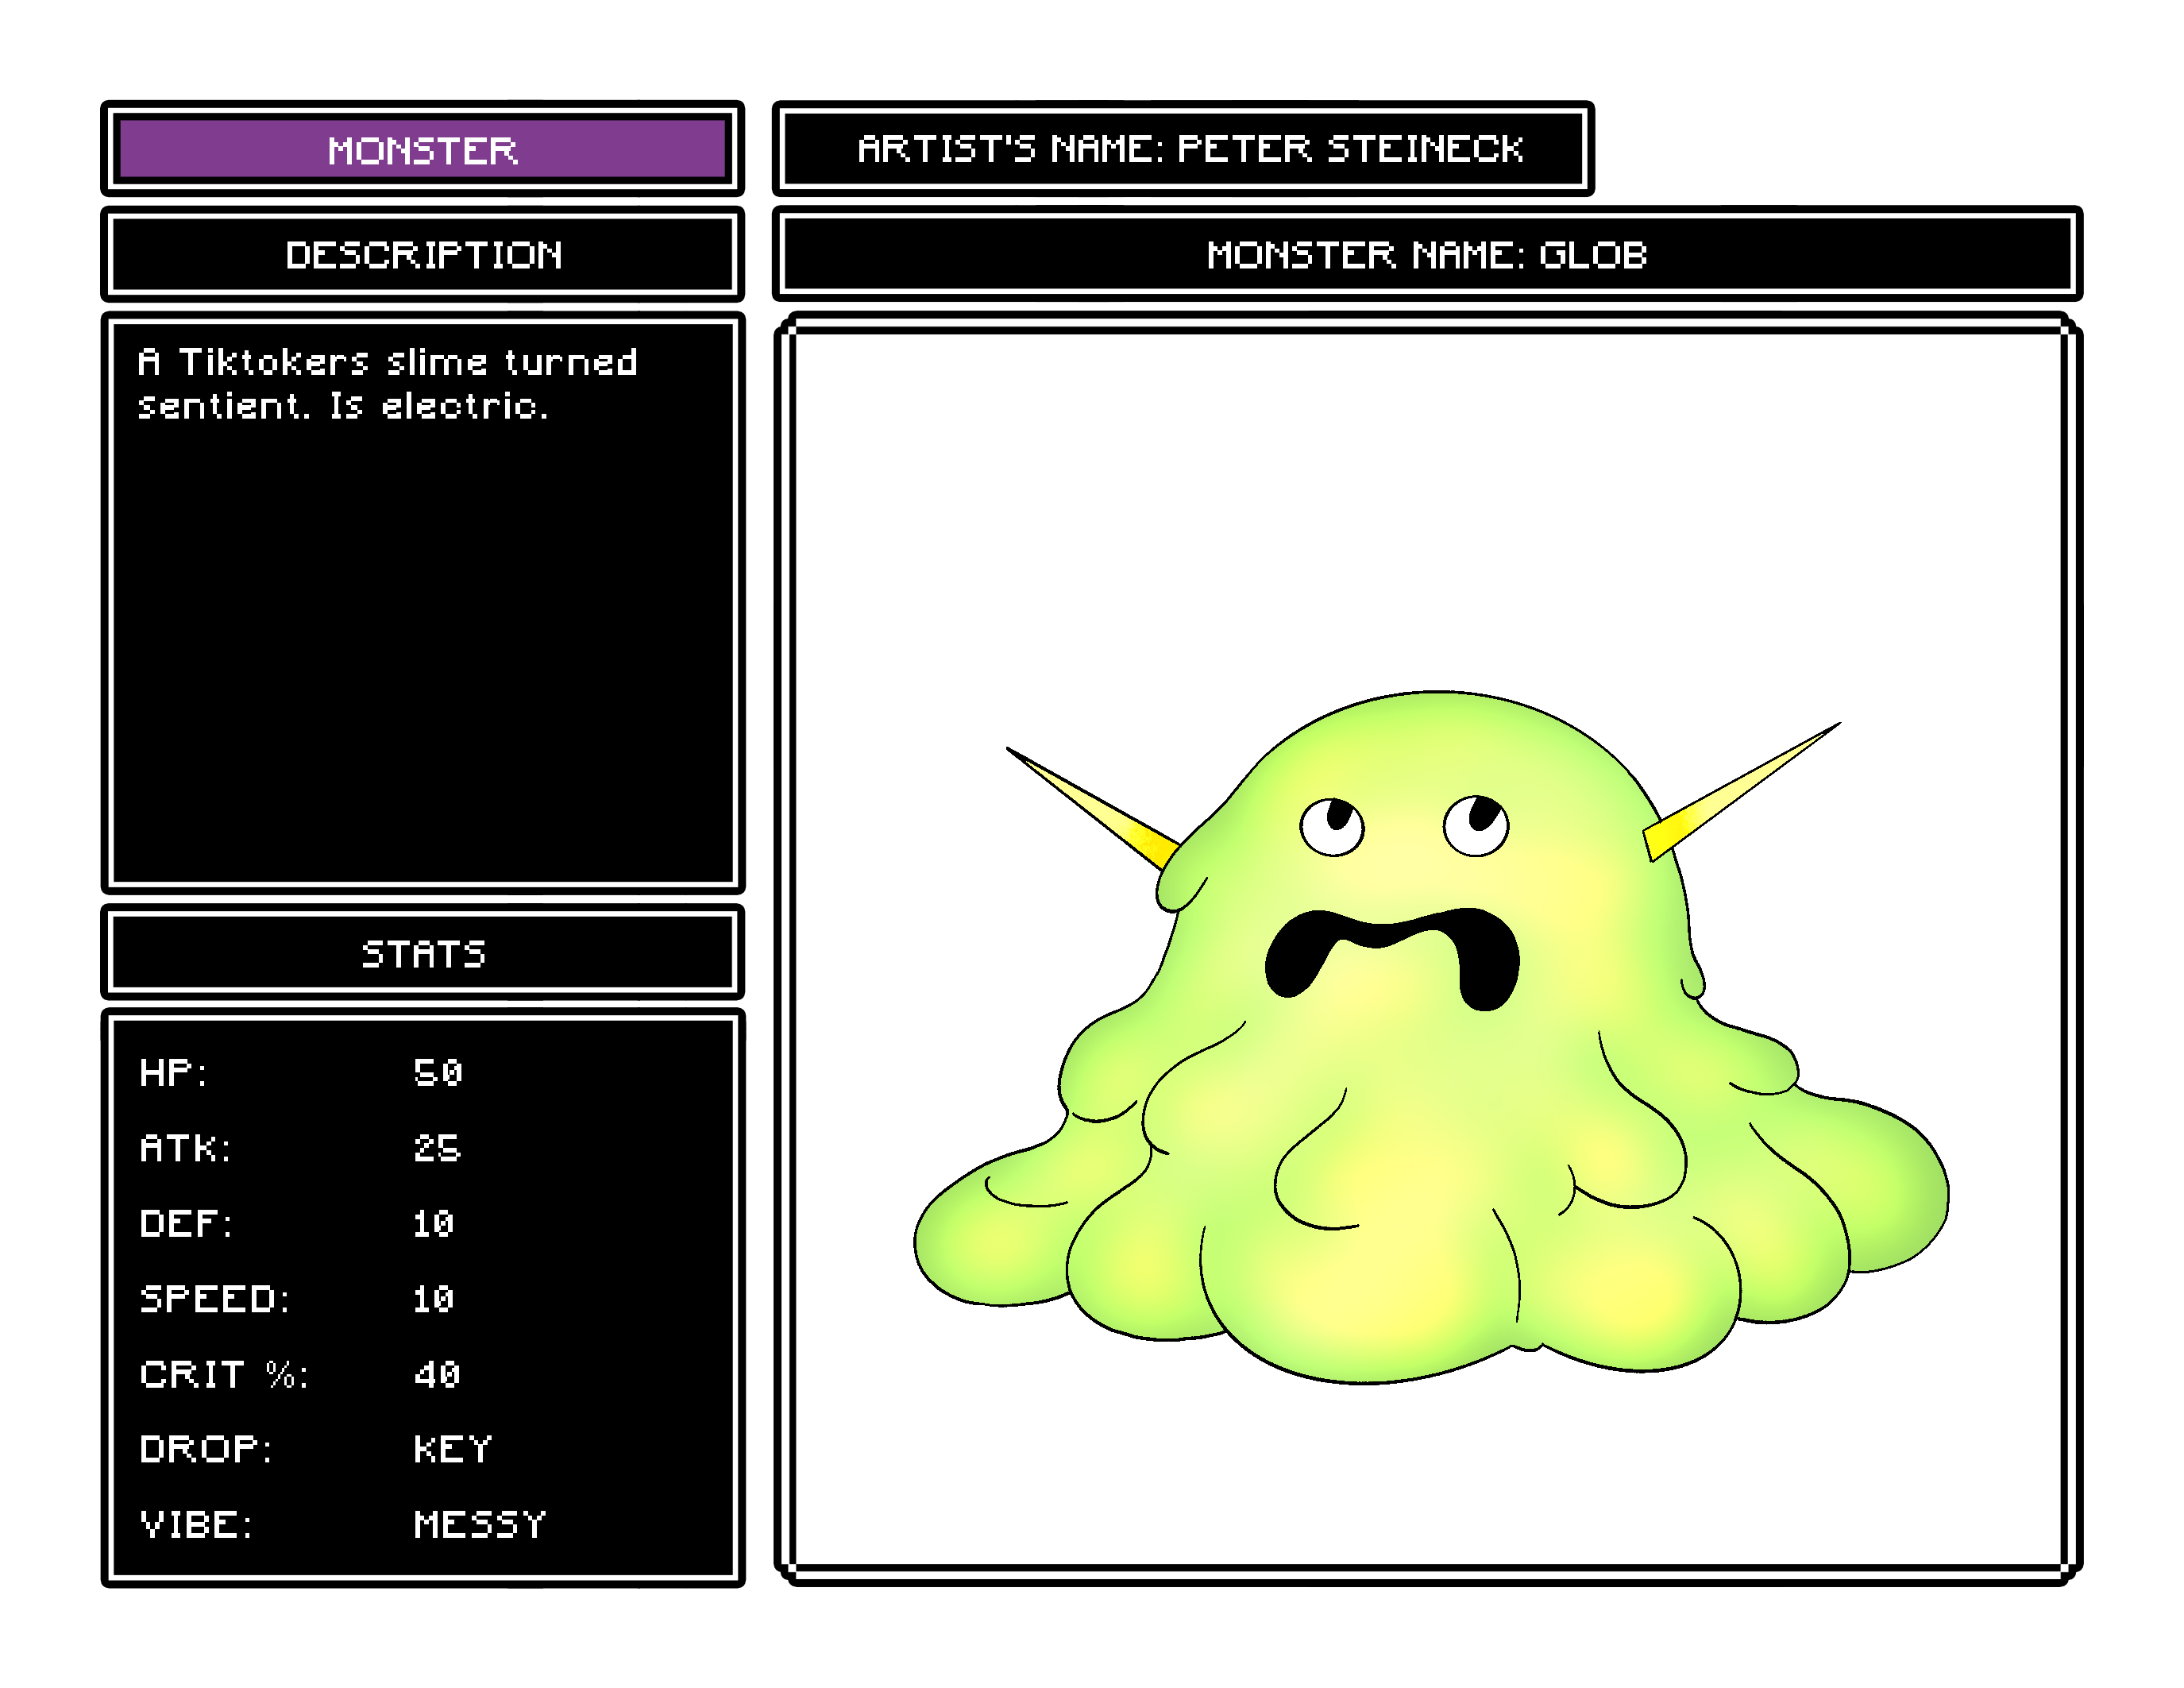 MONSTER
DESCRIPTION
A Tiktokers slime turned
sentient. Is electric.
STATS
HP: 50
ATK: 25
DEF: 10
SPEED: 10
CRIT %: 40
DROP: KEY
VIBE: MESSY
ARTIST'S NAME: PETER STEINECK
MONSTER NAME: GLOB